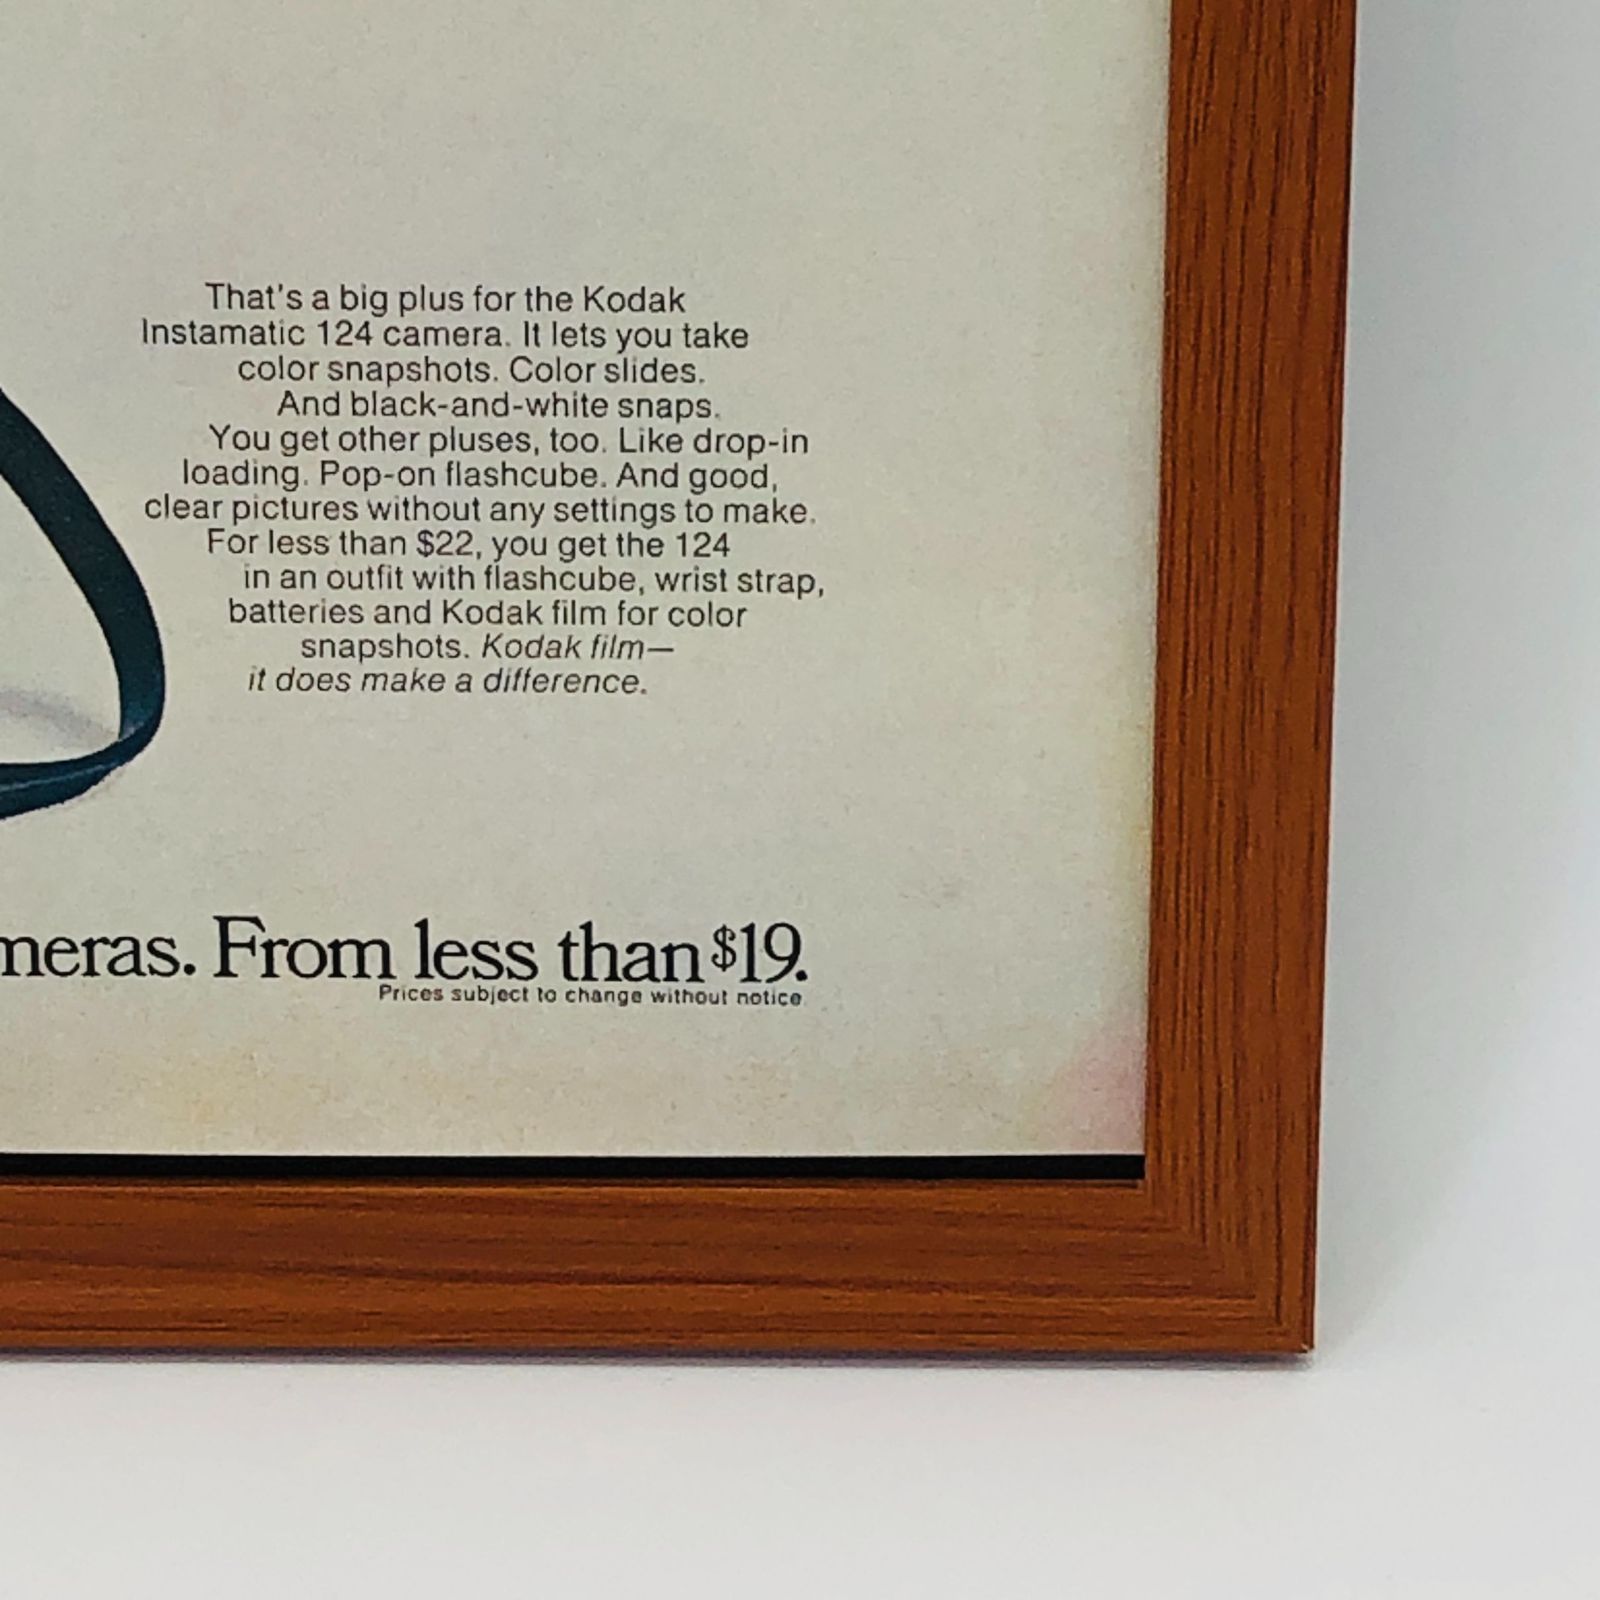 That's a big plus for the Kodak
Instamatic 124 camera. It lets you take
color snapshots. Color slides.
And black-and-white snaps.
You get other pluses, too. Like drop-in
loading. Pop-on flashcube. And good,
clear pictures without any settings to make.
For less than $22, you get the 124
in an outfit with flashcube, wrist strap,
batteries and Kodak film for color
snapshots. Kodak film—
it does make a difference.
meras. From less than $19.
Prices subject to change without notice